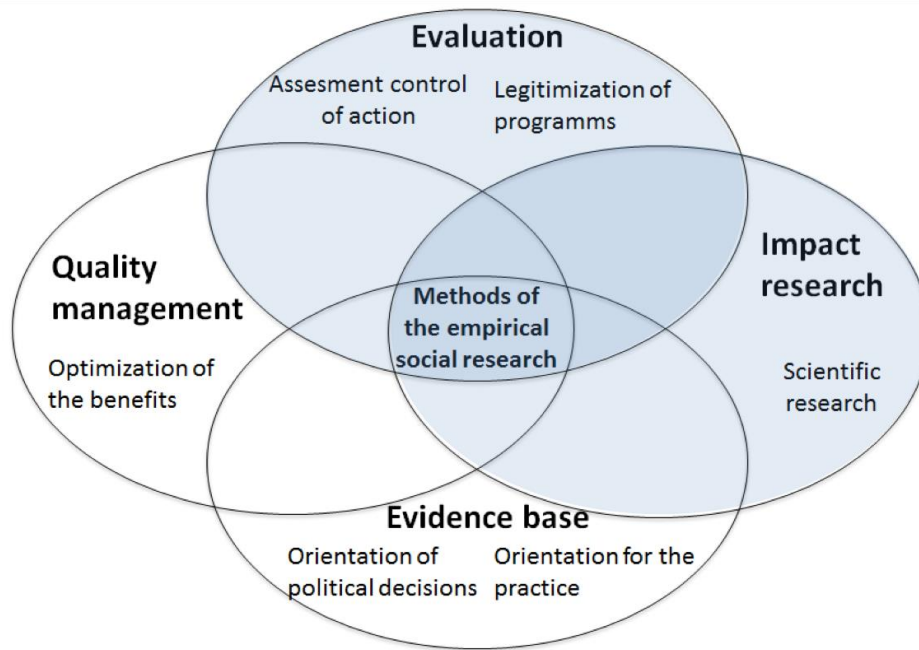 Evaluation
Assesment control
of action
Legitimization of
programms
Quality
management
Optimization of
the benefits
Methods of
the empirical
social research
Impact
research
Scientific
research
Evidence base
Orientation of
political decisions
Orientation for the
practice